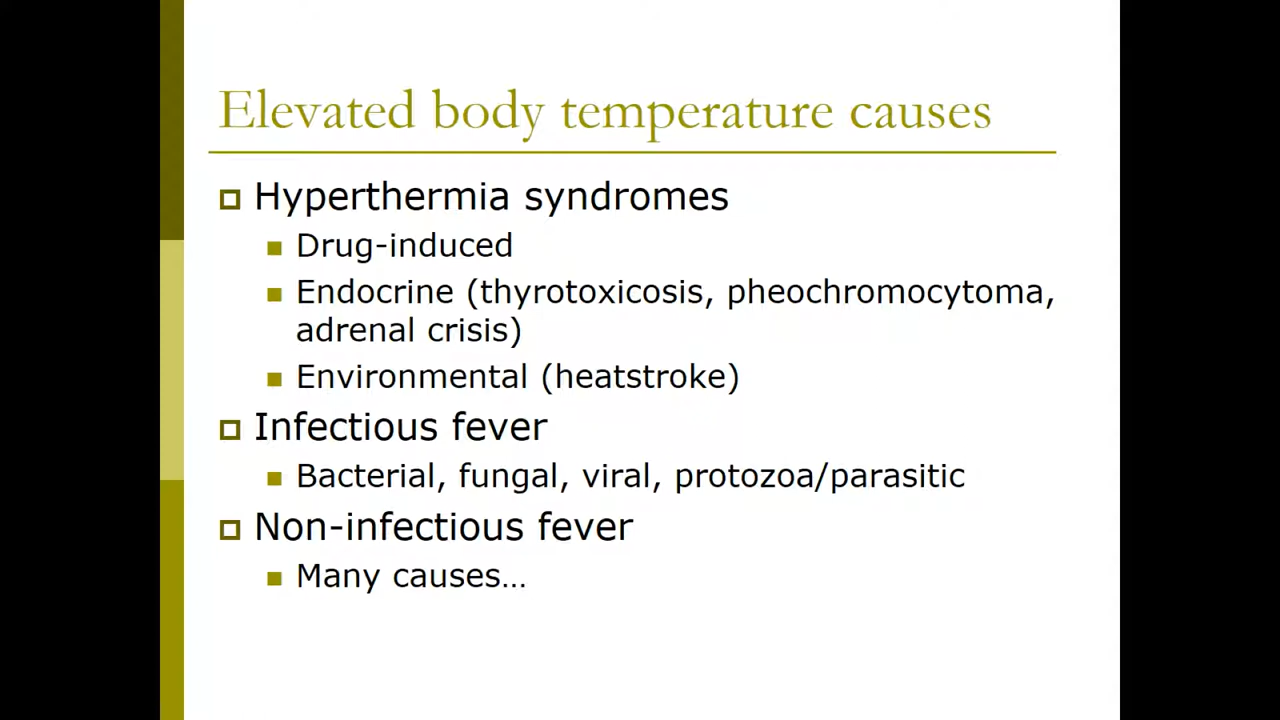 Elevated body temperature causes
Hyperthermia syndromes
Drug-induced
Endocrine (thyrotoxicosis, pheochromocytoma,
adrenal crisis)
Environmental (heatstroke)
Infectious fever
Bacterial, fungal, viral, protozoa/parasitic
Non-infectious fever
Many causes…